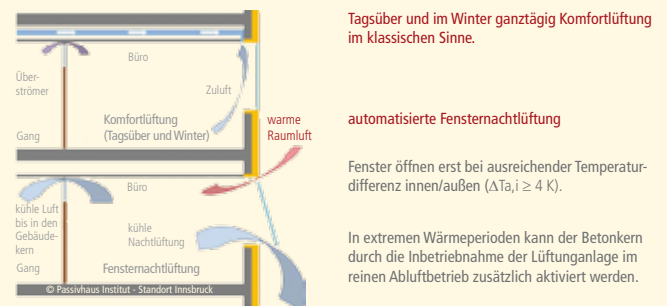 Büro
Über-
strömer
Zuluft
Gang
Komfortlüftung
(Tagsüber und Winter)
warme
Raumluft
Büro
kühle Luft
bis in den
Gebäude-
kern
kühle
Nachtlüftung
Gang
Fensternachtlüftung
© Passivhaus Institut - Standort Innsbruck
Tagsüber und im Winter ganztägig Komfortlüftung
im klassischen Sinne.
automatisierte Fensternachtlüftung
Fenster öffnen erst bei ausreichender Temperatur-
differenz innen/außen (∆Ta,i ≥ 4 K).
In extremen Wärmeperioden kann der Betonkern
durch die Inbetriebnahme der Lüftunganlage im
reinen Abluftbetrieb zusätzlich aktiviert werden.